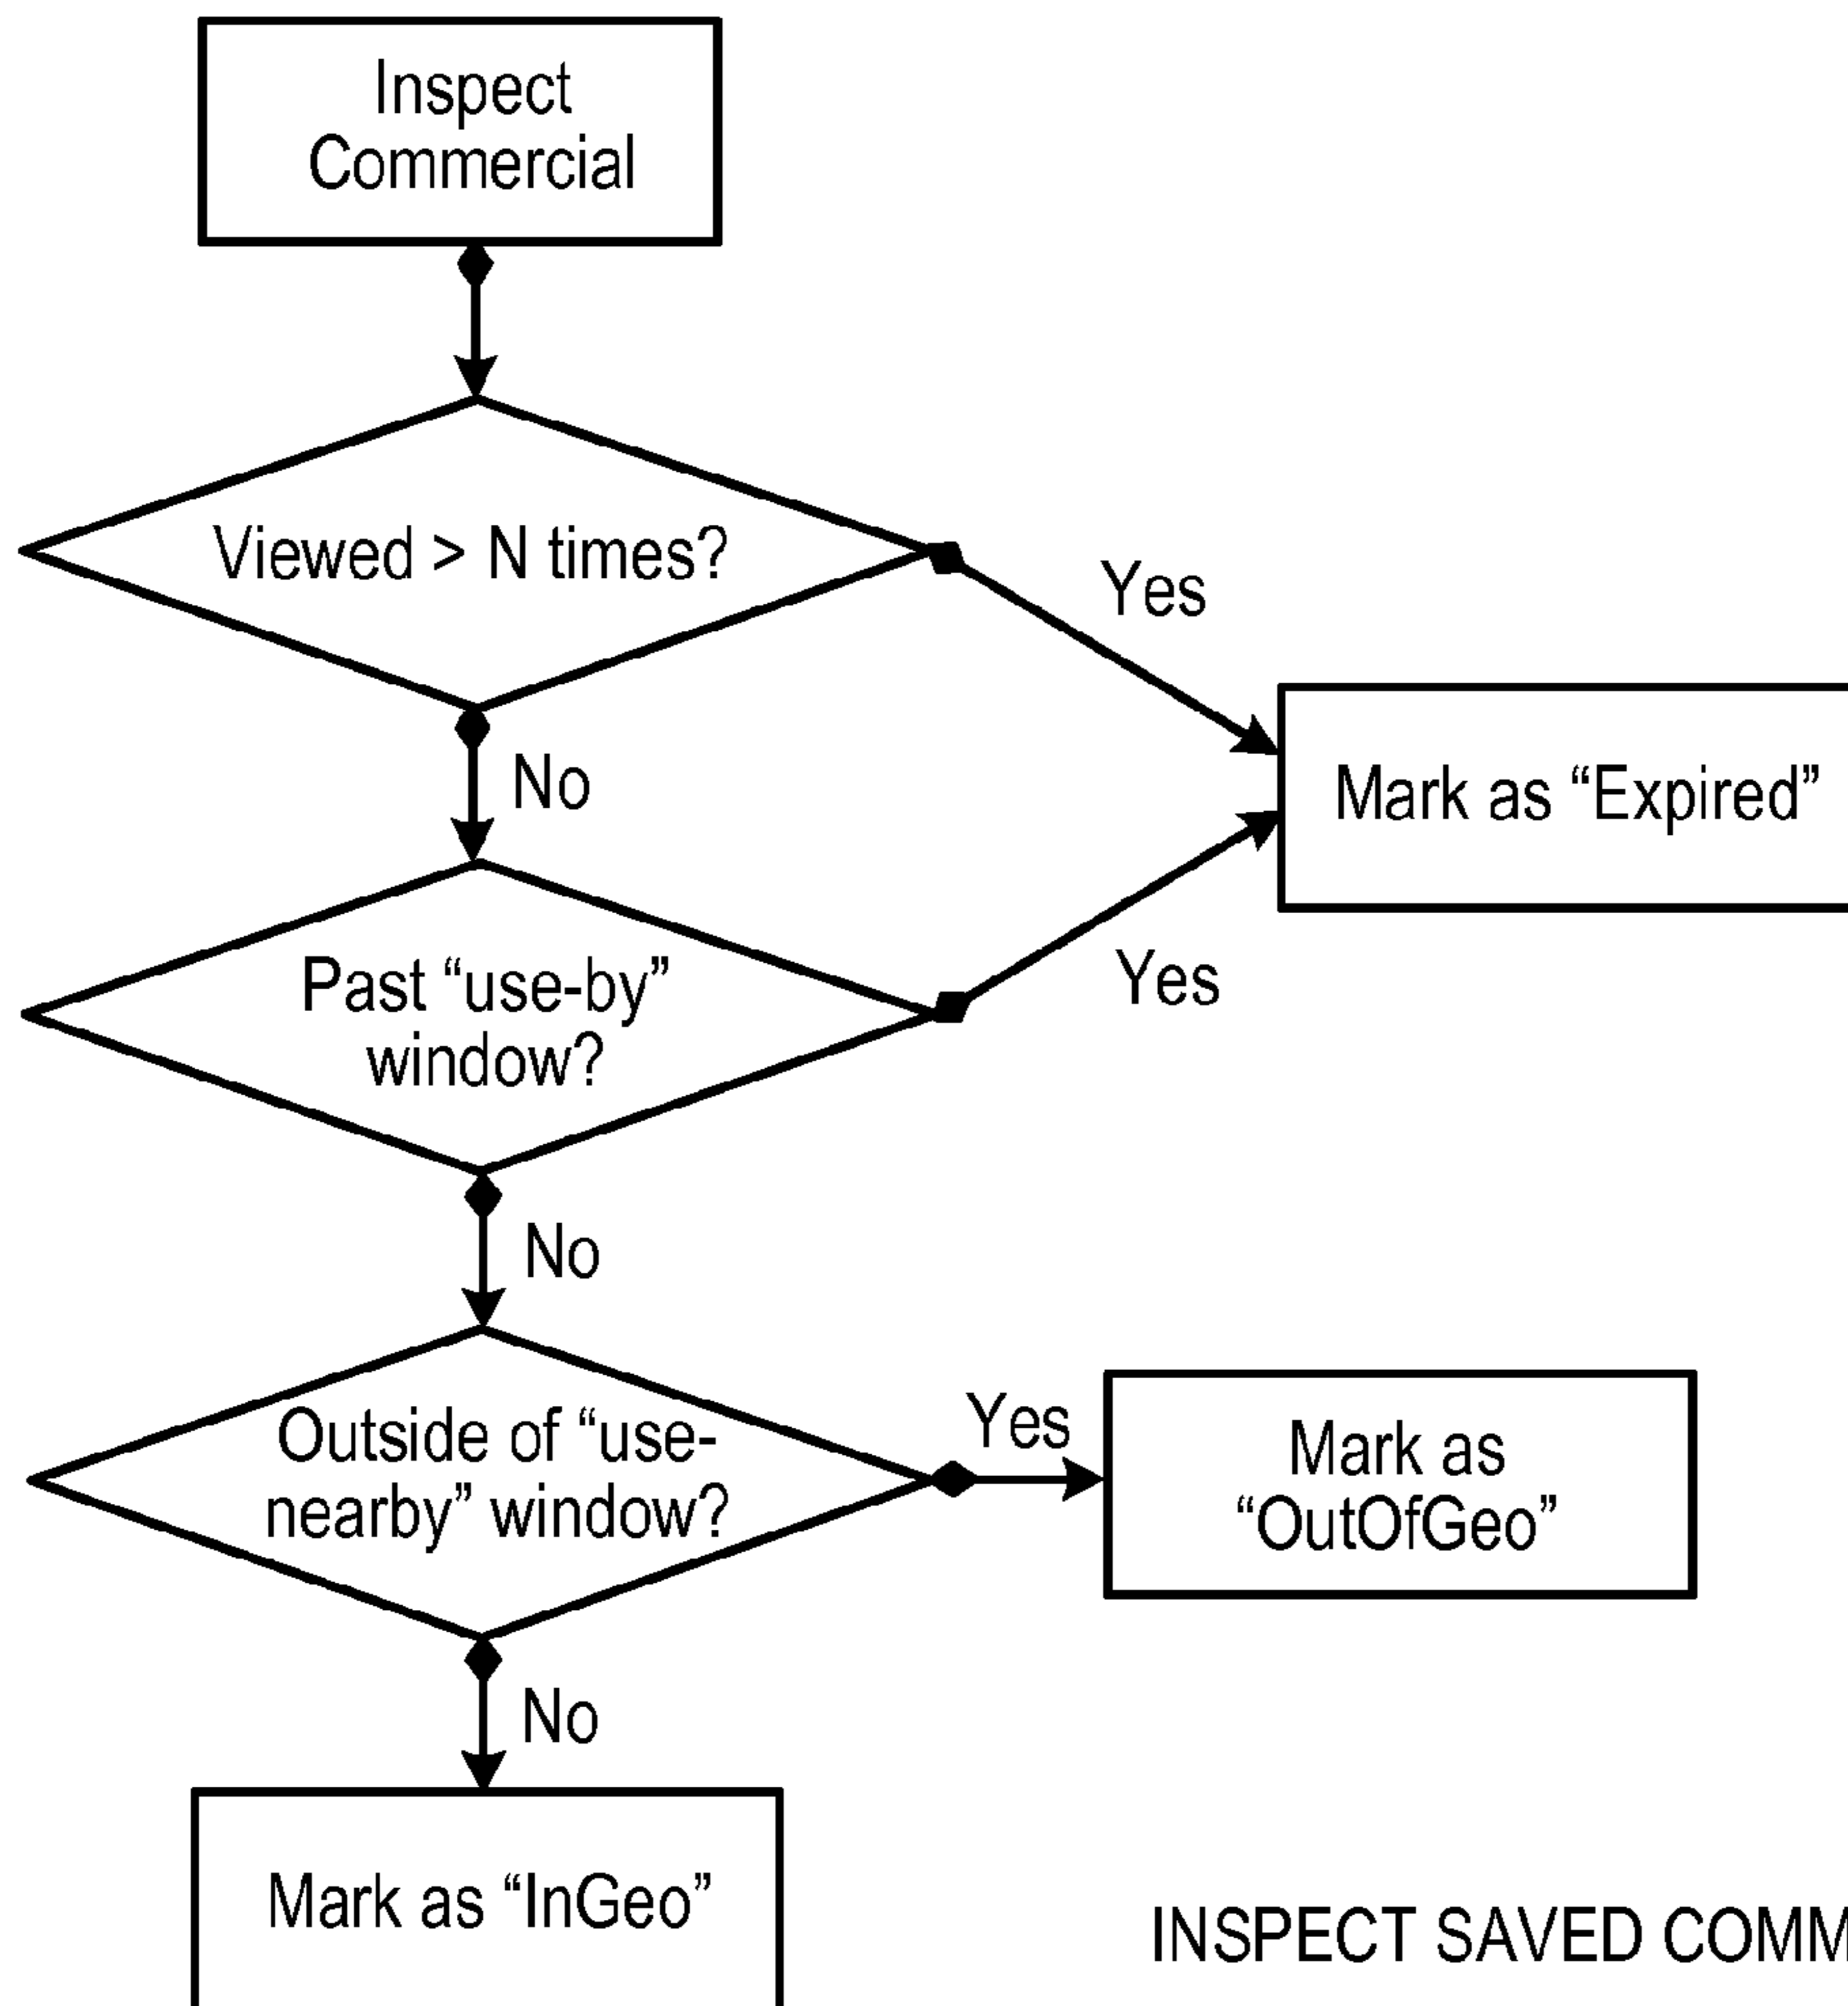 Inspect
Commercial
Viewed > N times?
Yes
No
Mark as “Expired”
Past “use-by”
window?
Yes
No
Outside of “use-
nearby” window?
Yes
Mark as
“OutOfGeo”
No
Mark as “InGeo”
INSPECT SAVED